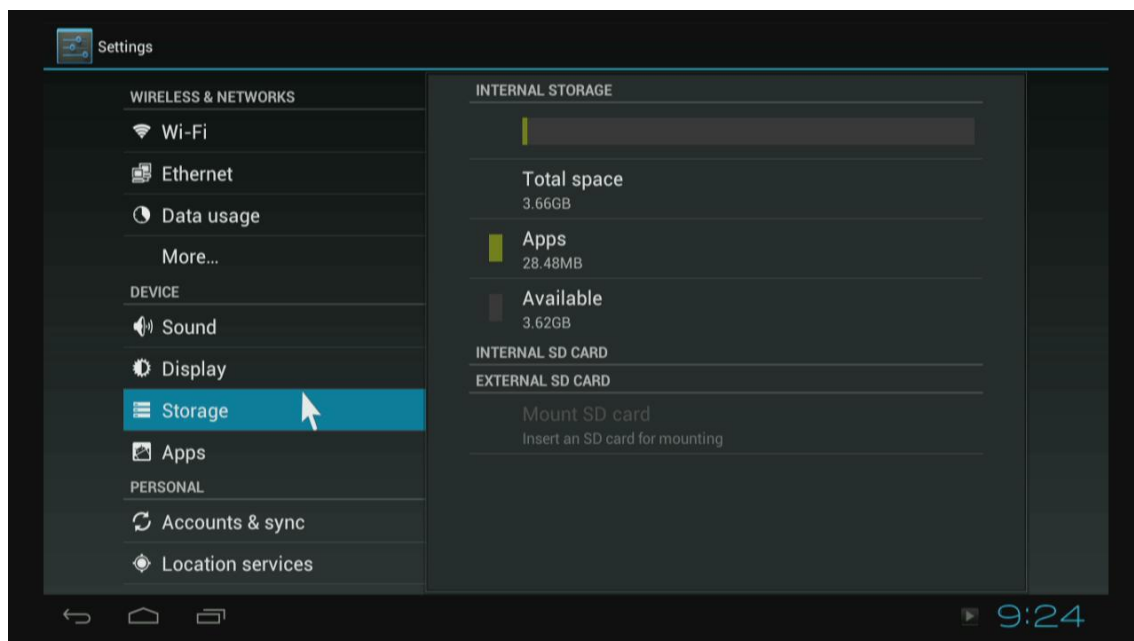 Settings
WIRELESS & NETWORKS
Wi-Fi
Ethernet
Data usage
More...
DEVICE
Sound
Display
Storage
Apps
PERSONAL
Accounts & sync
Location services
INTERNAL STORAGE
Total space
3.66GB
Apps
28.48MB
Available
3.62GB
INTERNAL SD CARD
EXTERNAL SD CARD
Mount SD card
Insert an SD card for mounting
9:24